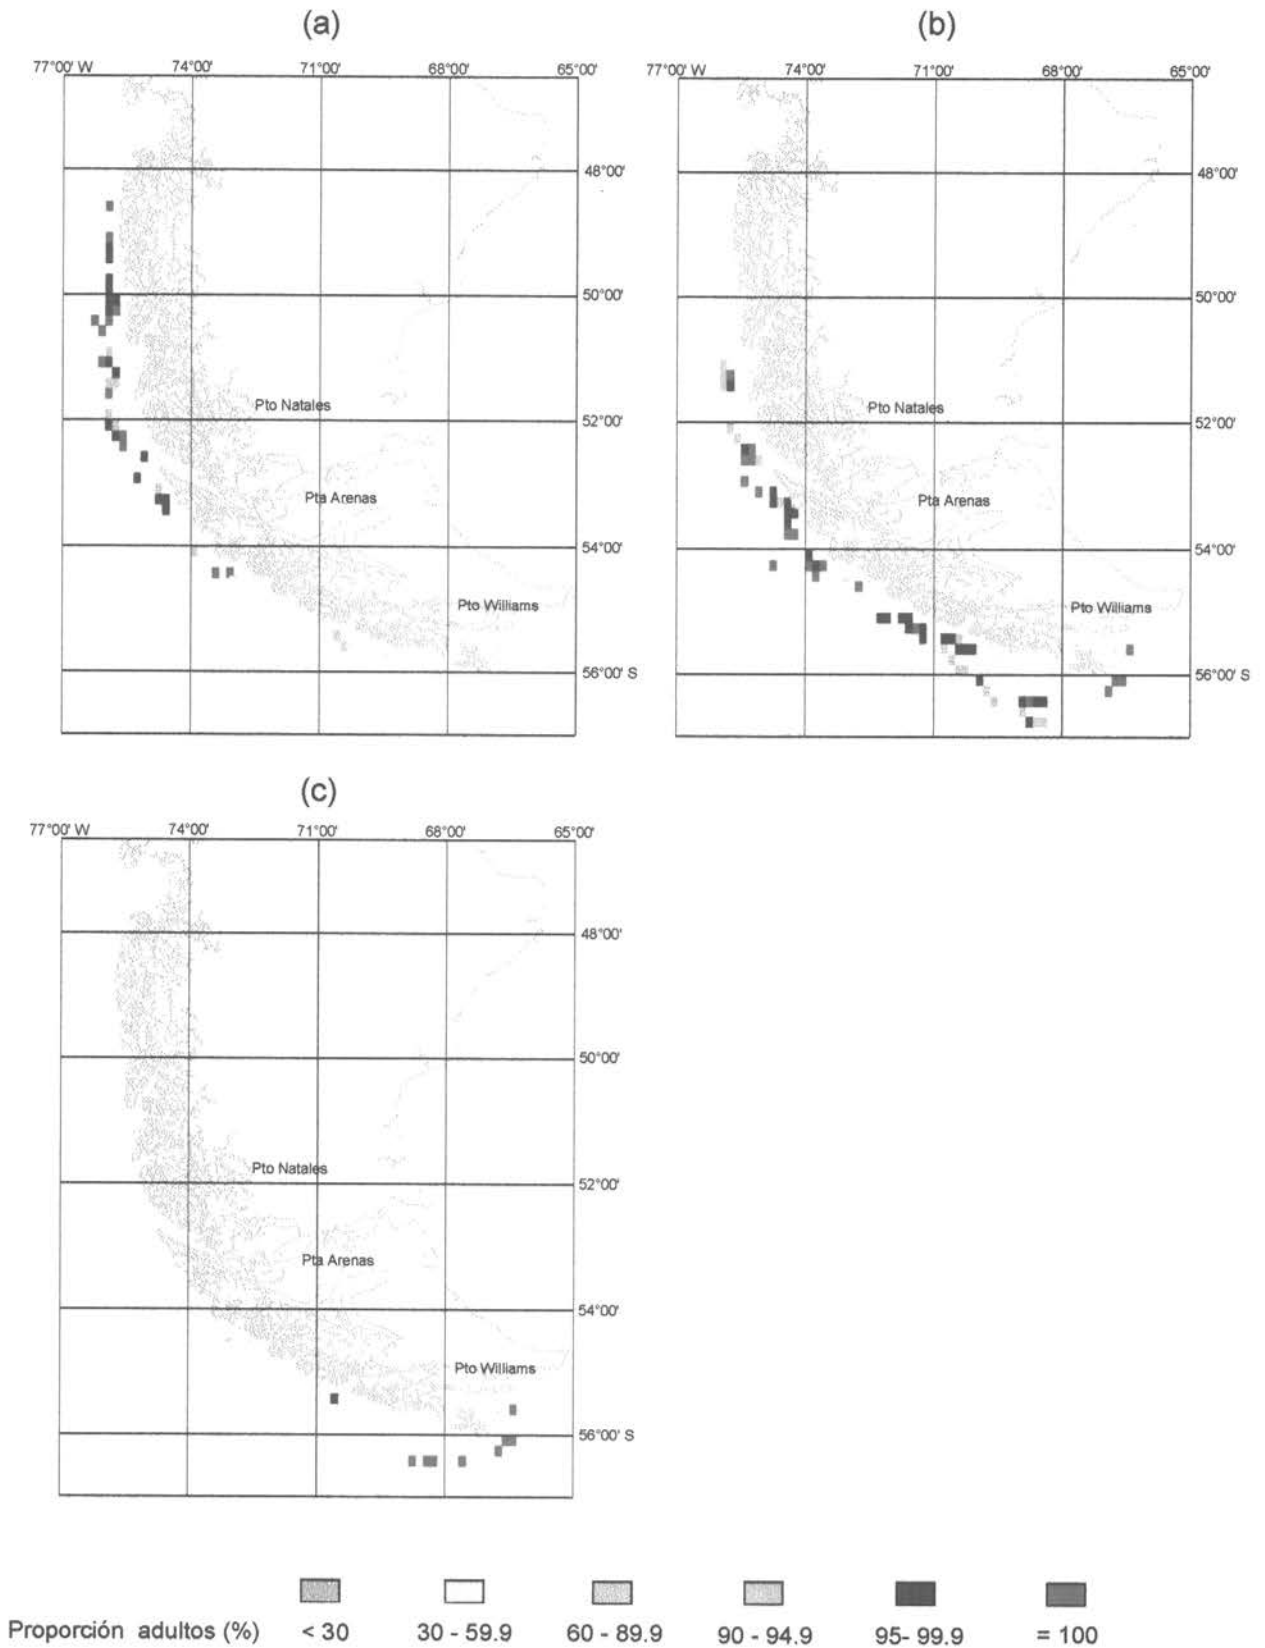 (a)
77°00' W 74°00' 71°00' 68°00' 65°00'
48°00'
50°00'
Pto Natales
52°00'
Pta Arenas
54°00'
Pto Williams
56°00' S
(b)
77°00' W 74°00' 71°00' 68°00' 65°00'
48°00'
50°00'
Pto Natales
52°00'
Pta Arenas
54°00'
Pto Williams
56°00' S
(c)
77°00' W 74°00' 71°00' 68°00' 65°00'
48°00'
50°00'
Pto Natales
52°00'
Pta Arenas
54°00'
Pto Williams
56°00' S
Proporción adultos (%) < 30 30 - 59.9 60 - 89.9 90 - 94.9 95- 99.9 = 100